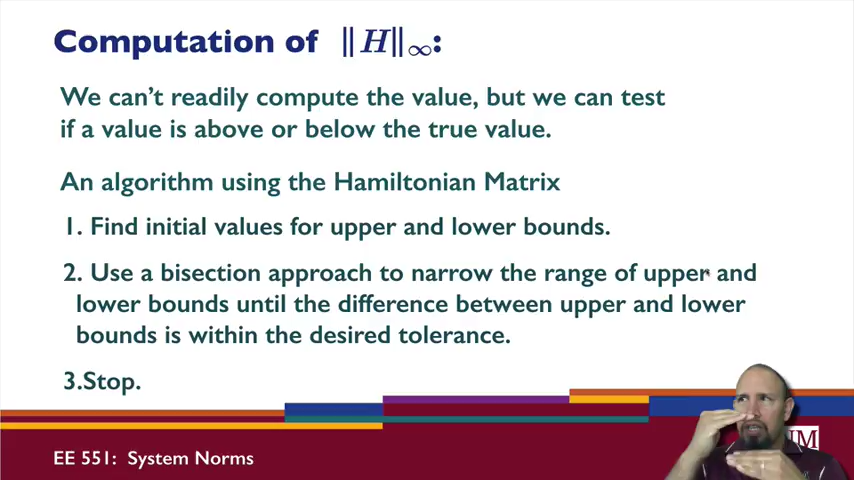 Computation of ‖H‖∞:
We can't readily compute the value, but we can test
if a value is above or below the true value.
An algorithm using the Hamiltonian Matrix
1. Find initial values for upper and lower bounds.
2. Use a bisection approach to narrow the range of upper and
lower bounds until the difference between upper and lower
bounds is within the desired tolerance.
3.Stop.
EE 551: System Norms